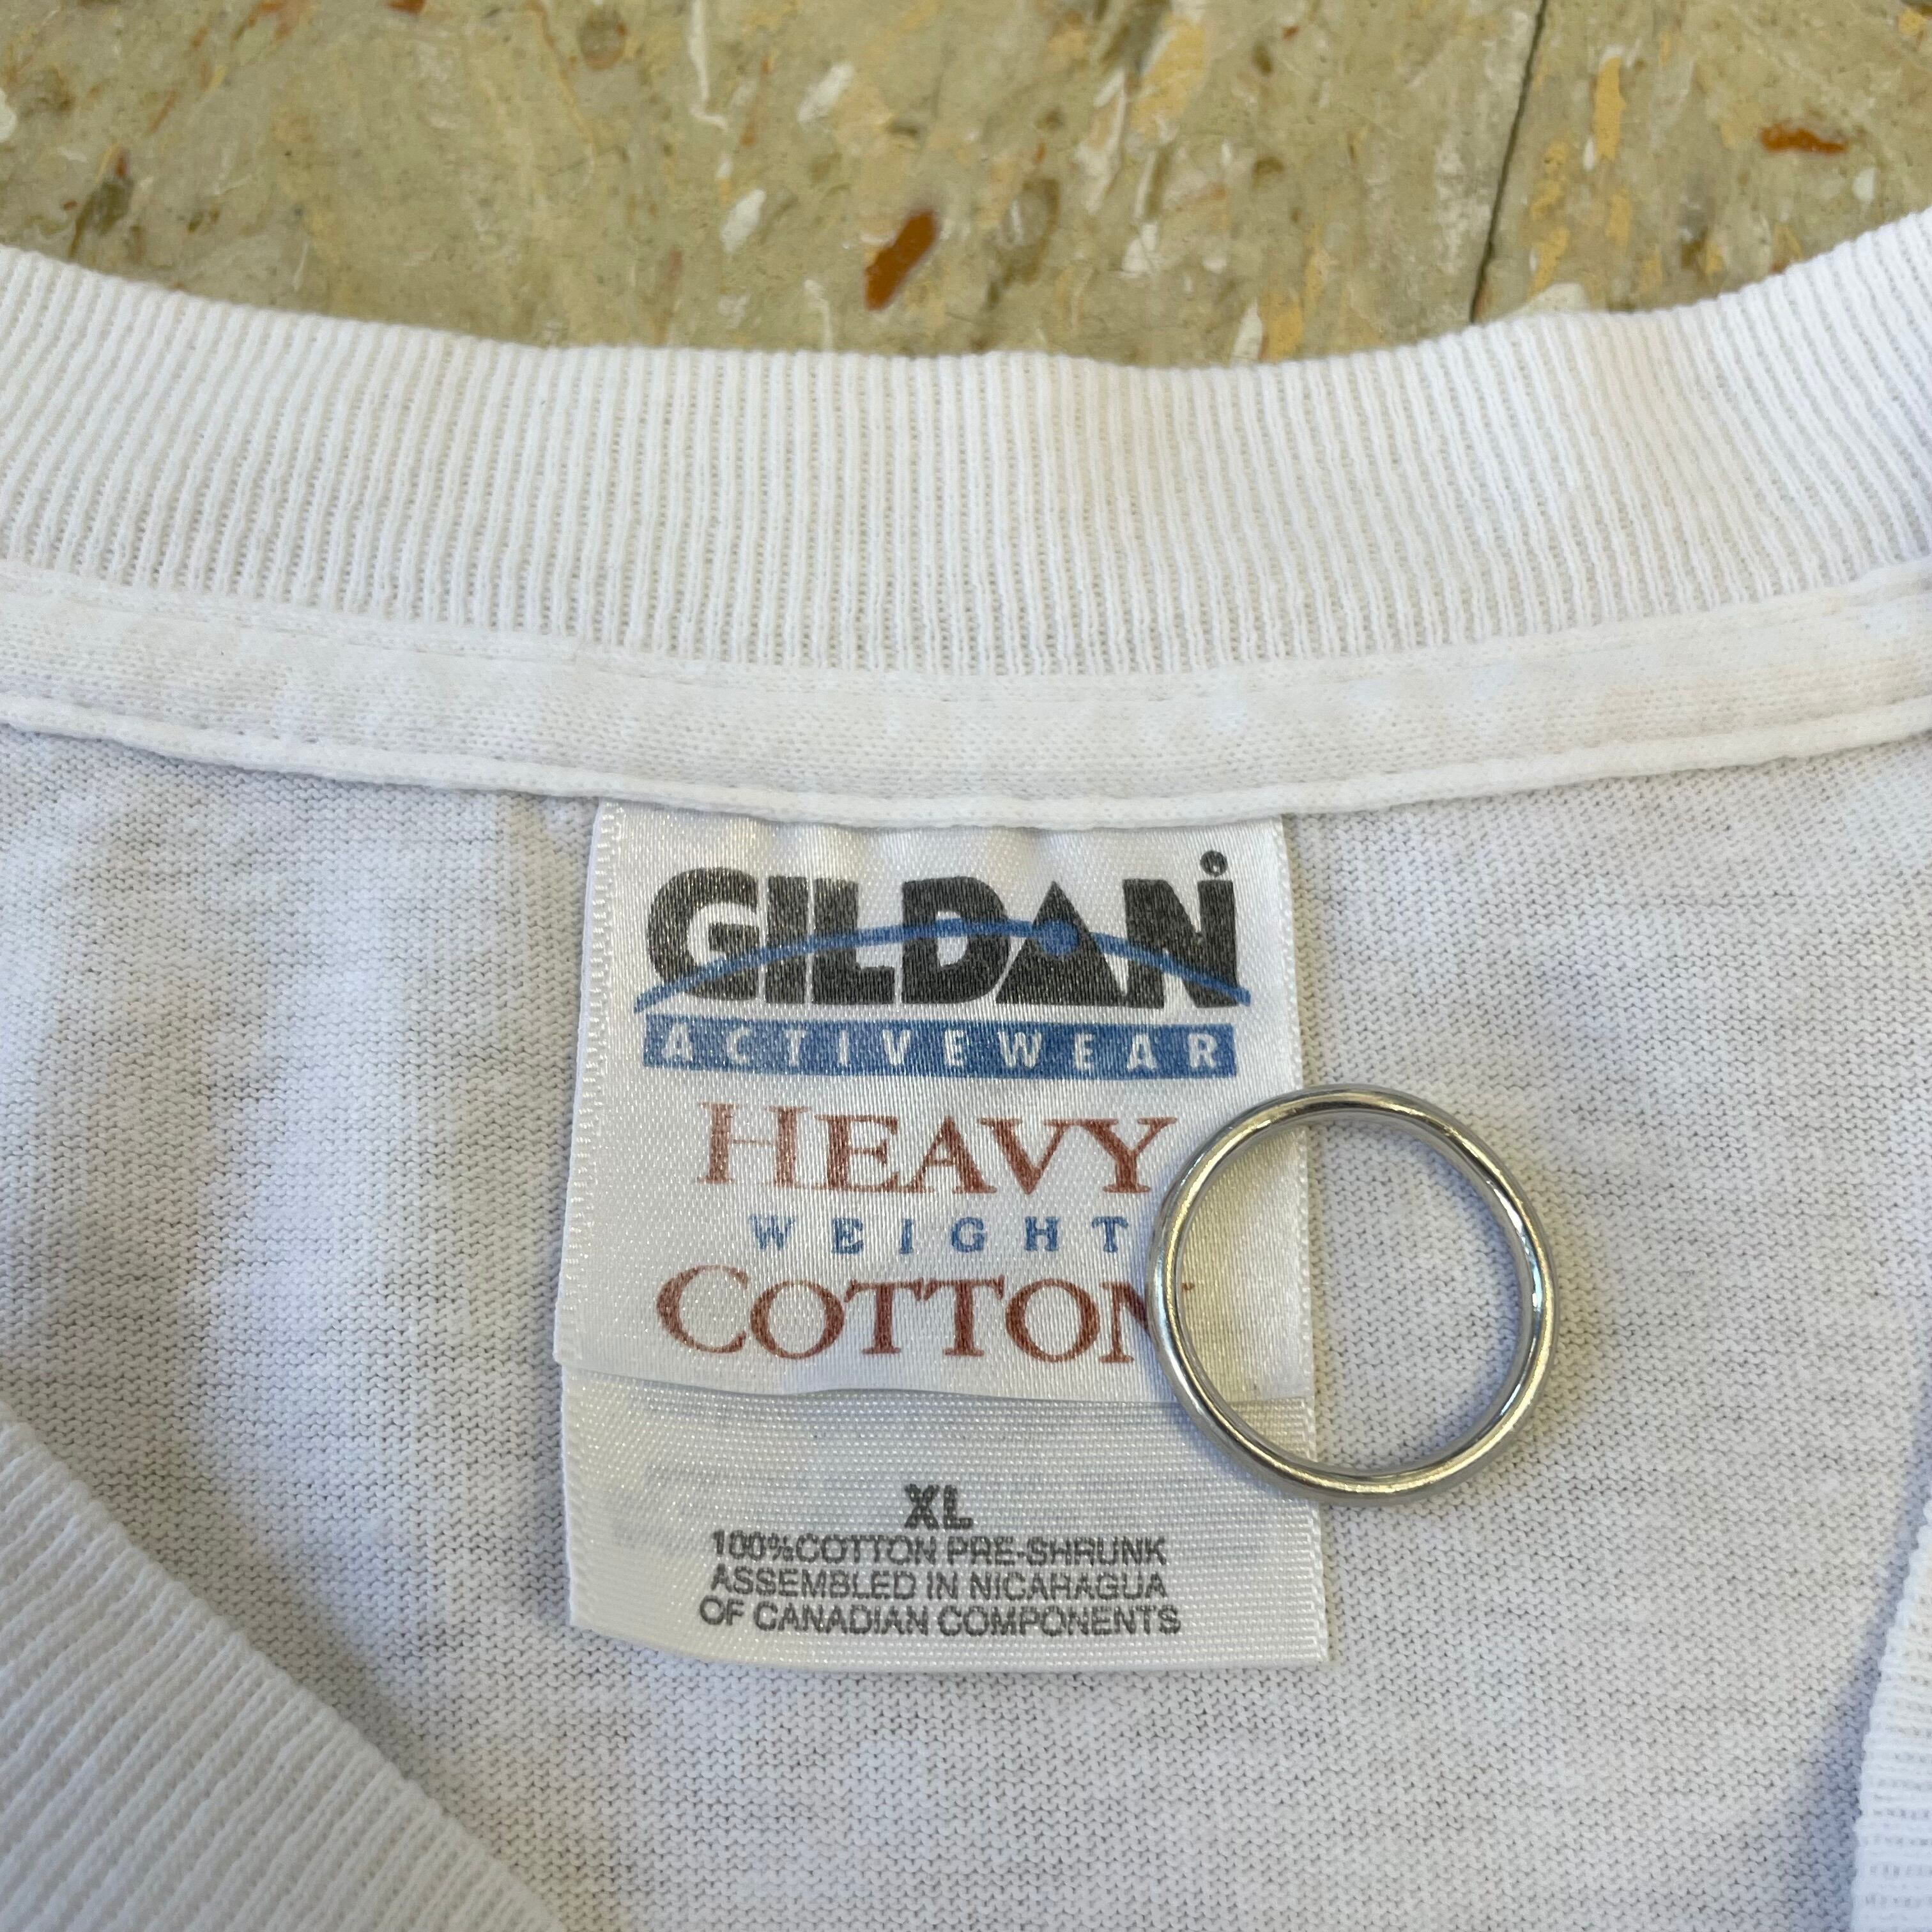 GILDAN
ACTIVEWEAR
HEAVY
WEIGHT
COTTON
XL
100%COTTON PRE-SHRUNK
ASSEMBLED IN NICARAGUA
OF CANADIAN COMPONENTS